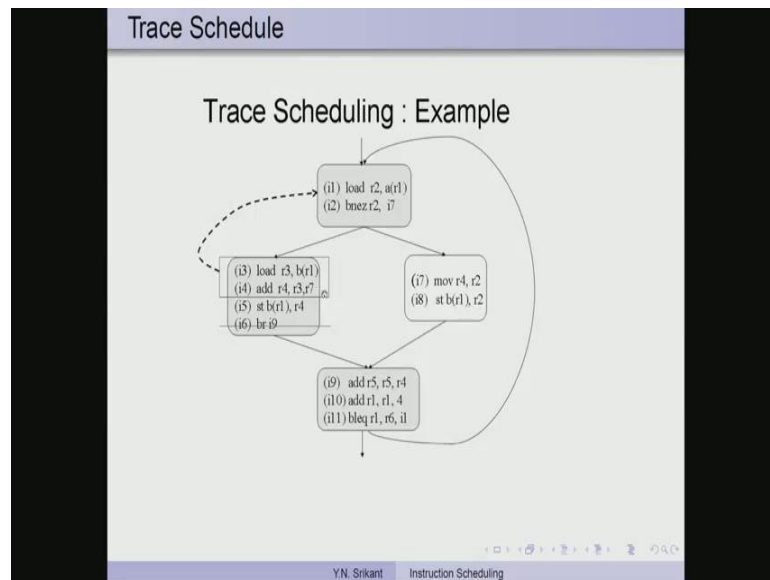 Trace Schedule
Trace Scheduling : Example
(i1) load r2, a(r1)
(i2) bnez r2, i7
(i3) load r3, b(r1)
(i4) add r4, r3,r7
(i5) st b(r1), r4
(i6) br i9
(i7) mov r4, r2
(i8) st b(r1), r2
(i9) add r5, r5, r4
(i10) add r1, r1, 4
(i11) bleq r1, r6, i1
Y.N. Srikant Instruction Scheduling